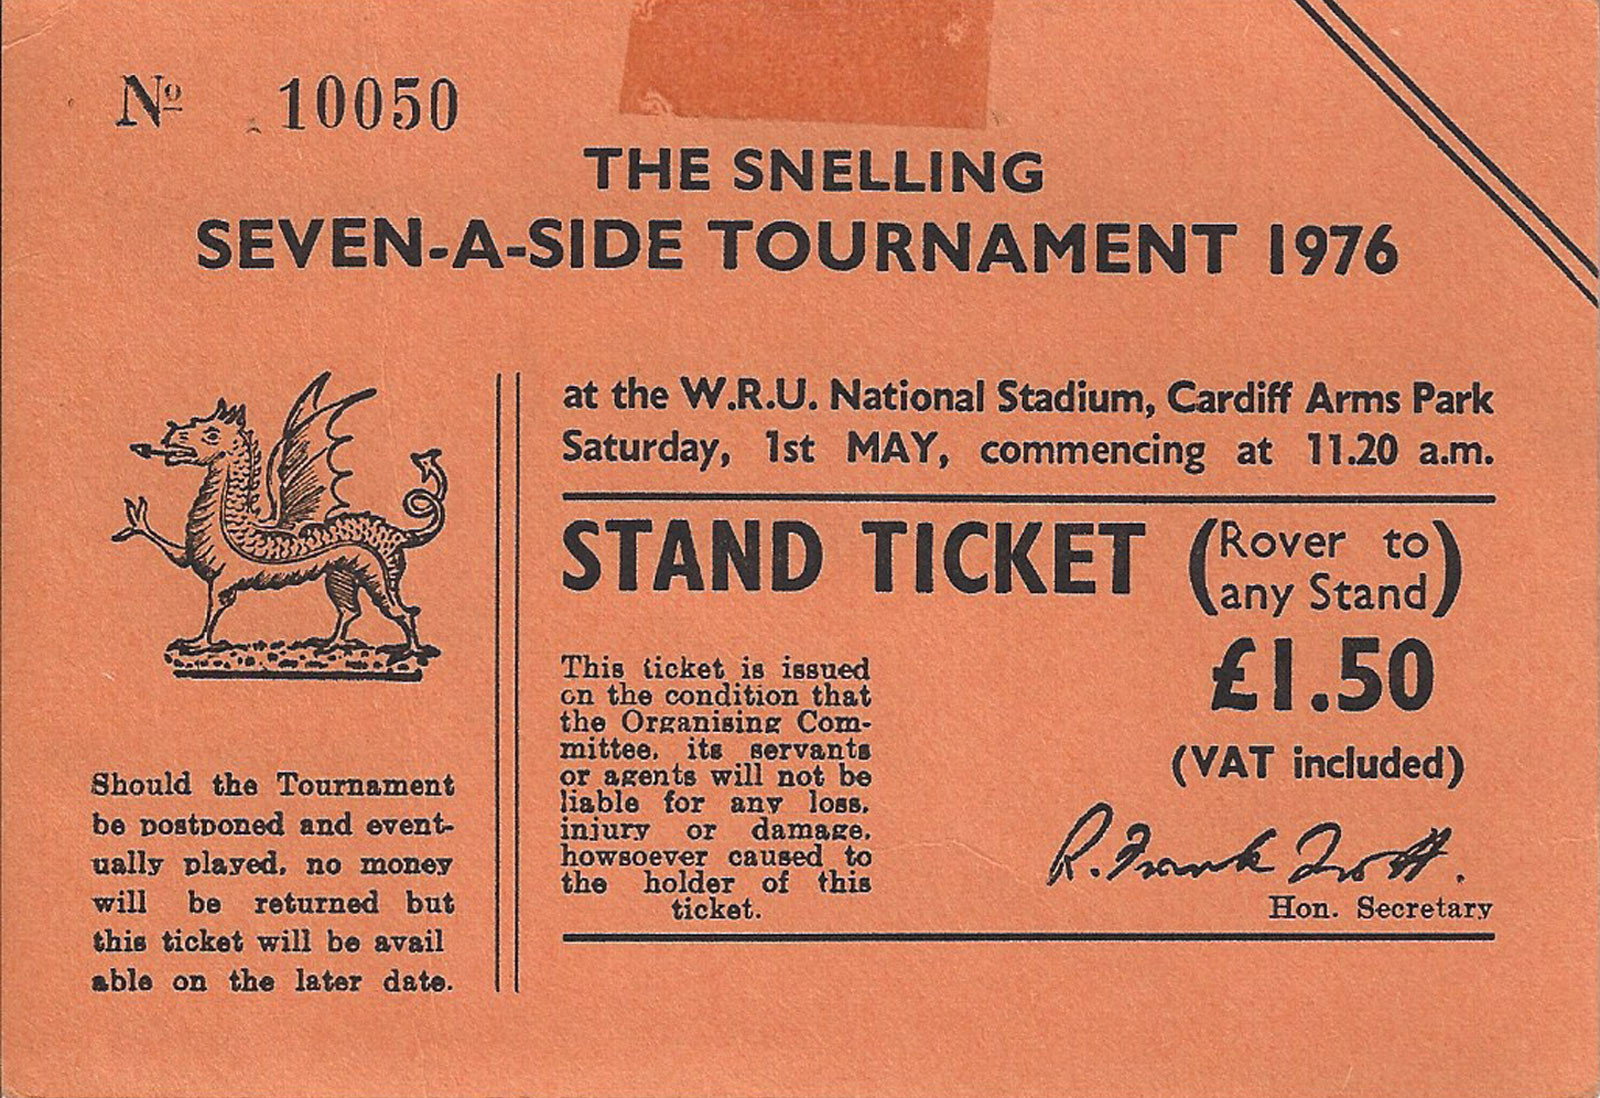 Nº 10050
THE SNELLING
SEVEN-A-SIDE TOURNAMENT 1976
at the W.R.U. National Stadium, Cardiff Arms Park
Saturday, 1st MAY, commencing at 11.20 a.m.
STAND TICKET (Rover to
any Stand)
£1.50
(VAT included)
This ticket is issued
on the condition that
the Organising Com-
mittee, its servants
or agents will not be
liable for any loss,
injury or damage,
howsoever caused to
the holder of this
ticket.
R. Frank Trott.
Hon. Secretary
Should the Tournament
be postponed and event-
ually played, no money
will be returned but
this ticket will be avail
able on the later date.